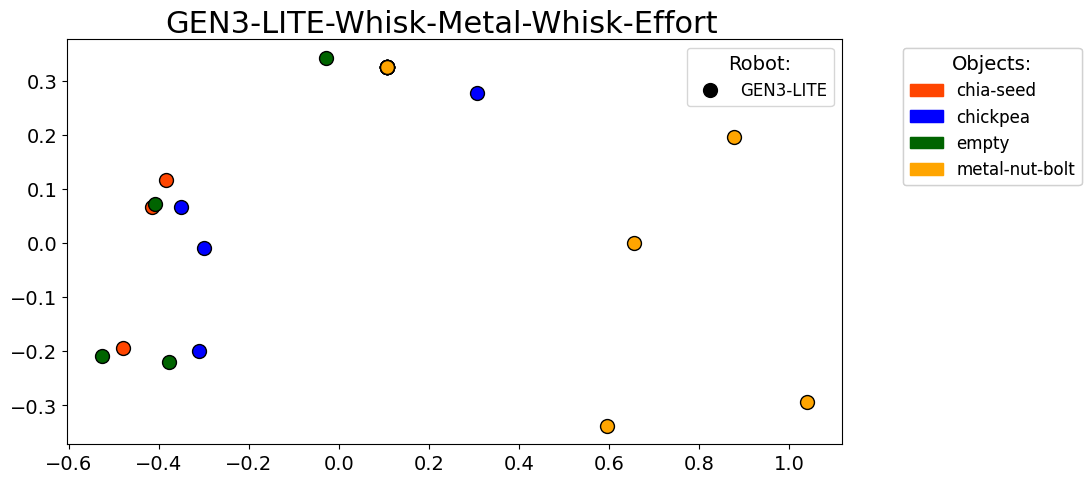 GEN3-LITE-Whisk-Metal-Whisk-Effort
Robot:
GEN3-LITE
Objects:
chia-seed
chickpea
empty
metal-nut-bolt
0.3
0.2
0.1
0.0
−0.1
−0.2
−0.3
−0.6 −0.4 −0.2 0.0 0.2 0.4 0.6 0.8 1.0